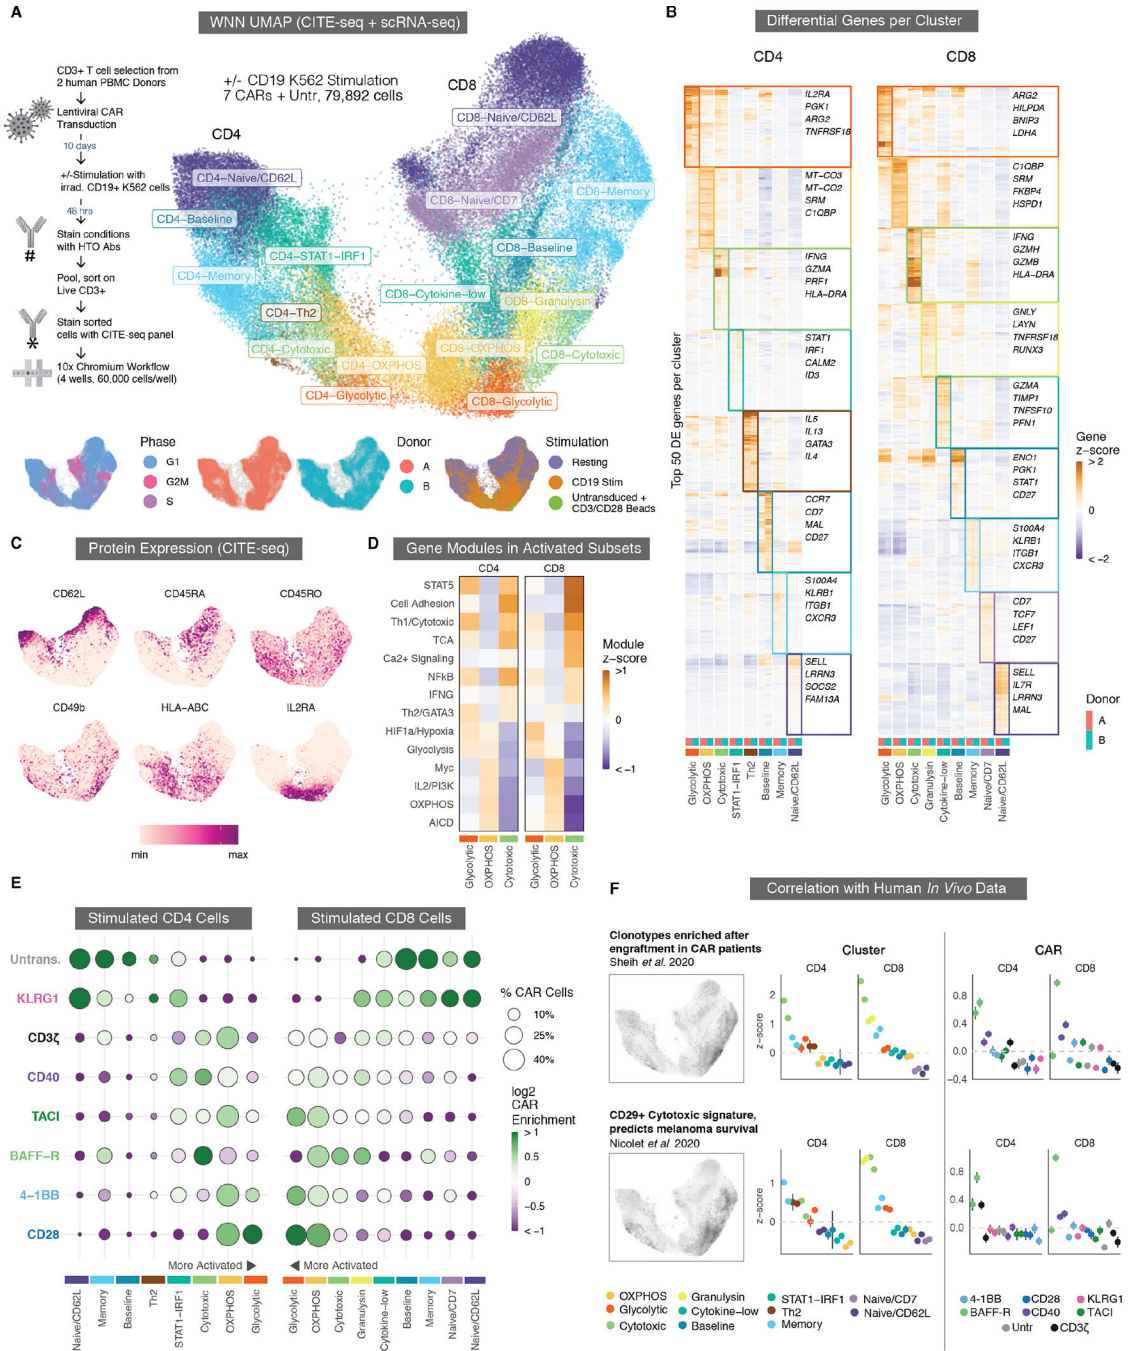 A
WNN UMAP (CITE-seq + scRNA-seq)
CD3+ T cell selection from
2 human PBMC Donors
Lentiviral CAR
Transduction
10 days
+/-Stimulation with
irrad. CD19+ K562 cells
48 hrs
Stain conditions
with HTO Abs
#
Pool, sort on
Live CD3+
Stain sorted
cells with CITE-seq panel
*
10x Chromium Workflow
(4 wells, 60,000 cells/well)
+/- CD19 K562 Stimulation
7 CARs + Untr, 79,892 cells
CD4
CD8
CD8-Naive/CD62L
CD4-Naive/CD62L
CD8-Memory
CD8-Naive/CD7
CD4-Baseline
CD8-Baseline
CD4-STAT1-IRF1
CD4-Memory
CD8-Cytokine-low
CD8-Granulysin
CD4-Th2
CD4-Cytotoxic
CD8-OXPHOS
CD8-Cytotoxic
CD4-OXPHOS
CD4-Glycolytic
CD8-Glycolytic
Phase
G1
G2M
S
Donor
A
B
Stimulation
Resting
CD19 Stim
Untransduced +
CD3/CD28 Beads
B
Differential Genes per Cluster
CD4
CD8
Top 50 DE genes per cluster
IL2RA
PGK1
ARG2
TNFRSF18
MT-CO3
MT-CO2
SRM
C1QBP
IFNG
GZMA
PRF1
HLA-DRA
STAT1
IRF1
CALM2
ID3
IL5
IL13
GATA3
IL4
CCR7
CD7
MAL
CD27
S100A4
KLRB1
ITGB1
CXCR3
SELL
LRRN3
SOCS2
FAM13A
Glycolytic
OXPHOS
Cytotoxic
STAT1-IRF1
Th2
Baseline
Memory
Naive/CD62L
ARG2
HILPDA
BNIP3
LDHA
C1QBP
SRM
FKBP4
HSPD1
IFNG
GZMH
GZMB
HLA-DRA
GNLY
LAYN
TNFRSF18
RUNX3
GZMA
TIMP1
TNFSF10
PFN1
ENO1
PGK1
STAT1
CD27
S100A4
KLRB1
ITGB1
CXCR3
CD7
TCF7
LEF1
CD27
SELL
IL7R
LRRN3
MAL
Glycolytic
OXPHOS
Cytotoxic
Granulysin
Cytokine-low
Baseline
Memory
Naive/CD7
Naive/CD62L
Gene
z-score
> 2
0
< -2
Donor
A
B
C
Protein Expression (CITE-seq)
CD62L
CD45RA
CD45RO
CD49b
HLA-ABC
IL2RA
min
max
D
Gene Modules in Activated Subsets
CD4
CD8
STAT5
Cell Adhesion
Th1/Cytotoxic
TCA
Ca2+ Signaling
NFkB
IFNG
Th2/GATA3
HIF1a/Hypoxia
Glycolysis
Myc
IL2/PI3K
OXPHOS
AICD
Glycolytic
OXPHOS
Cytotoxic
Glycolytic
OXPHOS
Cytotoxic
Module
z-score
>1
0
< -1
E
Stimulated CD4 Cells
Stimulated CD8 Cells
Untrans.
KLRG1
CD3ζ
CD40
TACI
BAFF-R
4-1BB
CD28
More Activated
More Activated
Naive/CD62L
Memory
Baseline
Th2
STAT1-IRF1
Cytotoxic
OXPHOS
Glycolytic
Glycolytic
OXPHOS
Cytotoxic
Granulysin
Cytokine-low
Baseline
Memory
Naive/CD7
Naive/CD62L
% CAR Cells
10%
25%
40%
log2
CAR
Enrichment
> 1
0.5
0
-0.5
< -1
F
Correlation with Human In Vivo Data
Clonotypes enriched after
engraftment in CAR patients
Sheih et al. 2020
Cluster
CAR
CD4
CD8
CD4
CD8
z-score
2
1
0
0.8
0.4
0.0
-0.4
CD29+ Cytotoxic signature,
predicts melanoma survival
Nicolet et al. 2020
CD4
CD8
CD4
CD8
z-score
1
0
0.8
0.4
0.0
OXPHOS
Glycolytic
Cytotoxic
Granulysin
Cytokine-low
Baseline
STAT1-IRF1
Th2
Memory
Naive/CD7
Naive/CD62L
4-1BB
CD28
KLRG1
BAFF-R
CD40
TACI
Untr
CD3ζ